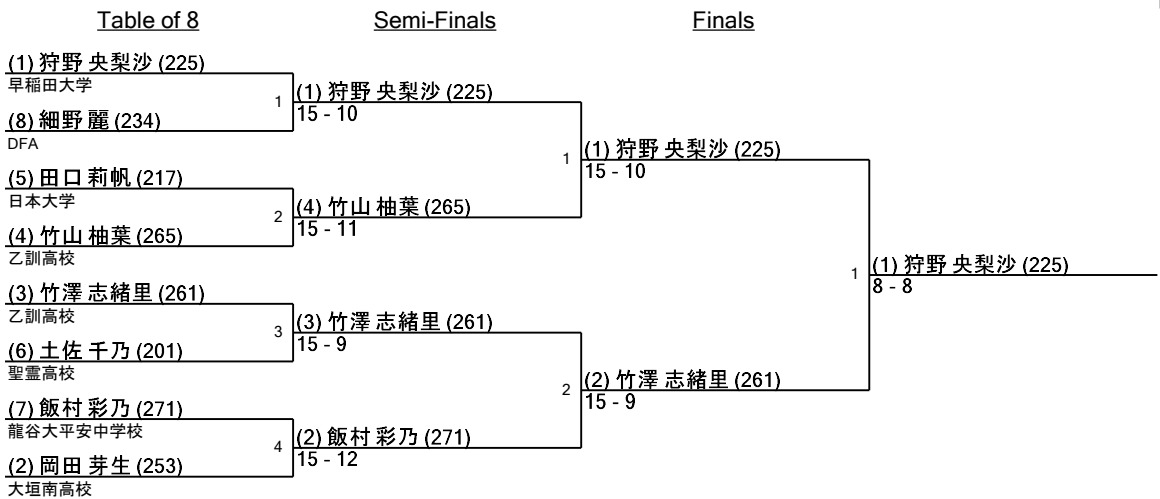 Table of 8
Semi-Finals
Finals
(1) 狩野 央梨沙 (225)
早稲田大学
1
(8) 細野 麗 (234)
DFA
(5) 田口 莉帆 (217)
日本大学
2
(4) 竹山 柚葉 (265)
乙訓高校
(3) 竹澤 志緒里 (261)
乙訓高校
3
(6) 土佐 千乃 (201)
聖霊高校
(7) 飯村 彩乃 (271)
龍谷大平安中学校
4
(2) 岡田 芽生 (253)
大垣南高校
(1) 狩野 央梨沙 (225)
15 - 10
1
(4) 竹山 柚葉 (265)
15 - 11
(3) 竹澤 志緒里 (261)
15 - 9
2
(2) 飯村 彩乃 (271)
15 - 12
(1) 狩野 央梨沙 (225)
15 - 10
1
(2) 竹澤 志緒里 (261)
15 - 9
(1) 狩野 央梨沙 (225)
8 - 8